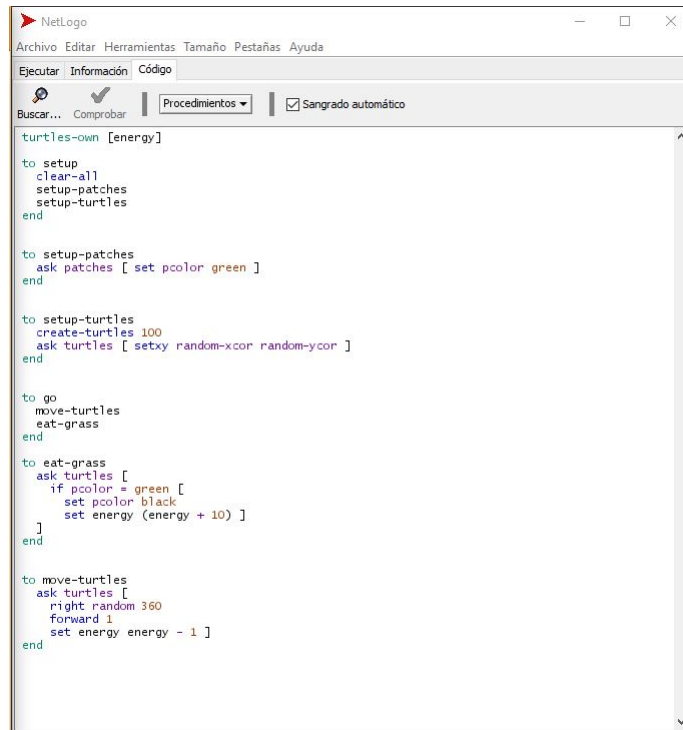 NetLogo
Archivo Editar Herramientas Tamaño Pestañas Ayuda
Ejecutar Información Código
Buscar... Comprobar Procedimientos Sangrado automático
turtles-own [energy]
to setup
clear-all
setup-patches
setup-turtles
end
to setup-patches
ask patches [ set pcolor green ]
end
to setup-turtles
create-turtles 100
ask turtles [ setxy random-xcor random-ycor ]
end
to go
move-turtles
eat-grass
end
to eat-grass
ask turtles [
if pcolor = green [
set pcolor black
set energy (energy + 10) ]
]
end
to move-turtles
ask turtles [
right random 360
forward 1
set energy energy - 1 ]
end